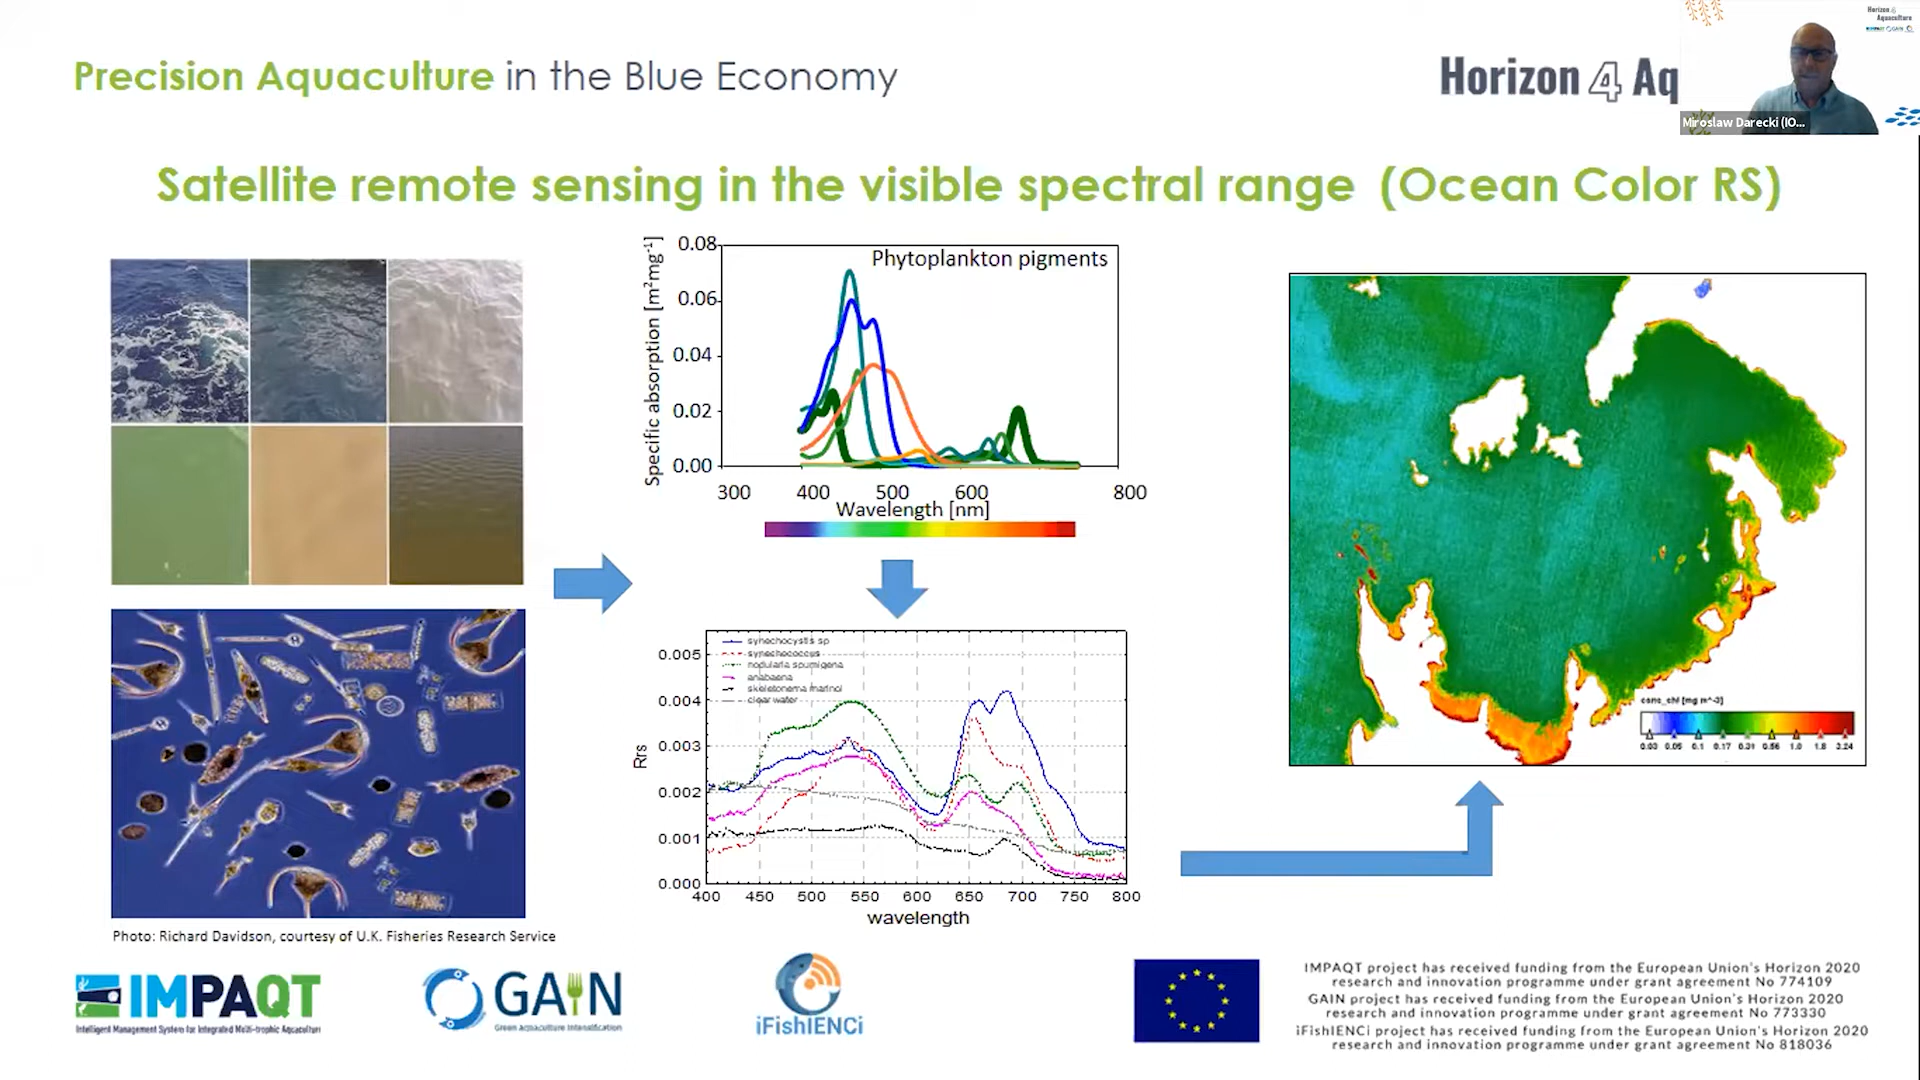 Precision Aquaculture in the Blue Economy
Horizon 4 Aq
Horizon 4
Aquaculture
Miroslaw Darecki (IO...
Satellite remote sensing in the visible spectral range (Ocean Color RS)
Phytoplankton pigments
Specific absorption [m²mg⁻¹]
0.08
0.06
0.04
0.02
0.00
300 400 500 600 800
Wavelength [nm]
synechocystis sp
synechococcus
nodularia spumigena
anabaena
skeletonema marinoi
clear water
Rrs
0.005
0.004
0.003
0.002
0.001
0.000
400 450 500 550 600 650 700 750 800
wavelength
conc_chl [mg m^-3]
0.03 0.05 0.1 0.17 0.31 0.56 1.0 1.8 3.24
Photo: Richard Davidson, courtesy of U.K. Fisheries Research Service
IMPAQT
Intelligent Management System for Integrated Multi-trophic Aquaculture
GAIN
Green Aquaculture Intensification
iFishIENCi
IMPAQT project has received funding from the European Union's Horizon 2020
research and innovation programme under grant agreement No 774109
GAIN project has received funding from the European Union's Horizon 2020
research and innovation programme under grant agreement No 773330
iFishIENCi project has received funding from the European Union's Horizon 2020
research and innovation programme under grant agreement No 818036